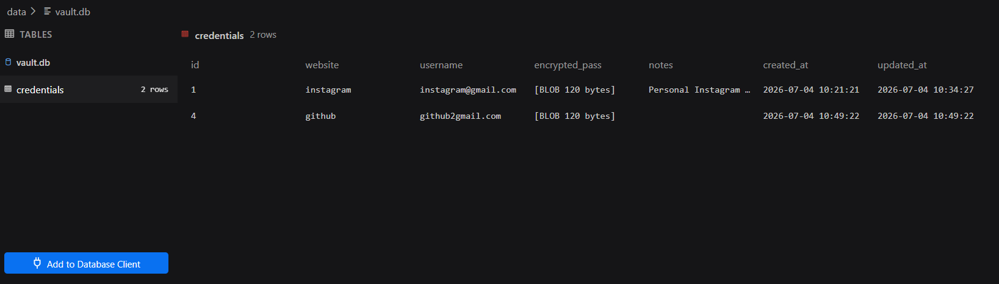 data > vault.db
TABLES
credentials 2 rows
vault.db
id website username encrypted_pass notes created_at updated_at
credentials 2 rows
1 instagram instagram@gmail.com [BLOB 120 bytes] Personal Instagram … 2026-07-04 10:21:21 2026-07-04 10:34:27
4 github github2gmail.com [BLOB 120 bytes] 2026-07-04 10:49:22 2026-07-04 10:49:22
Add to Database Client